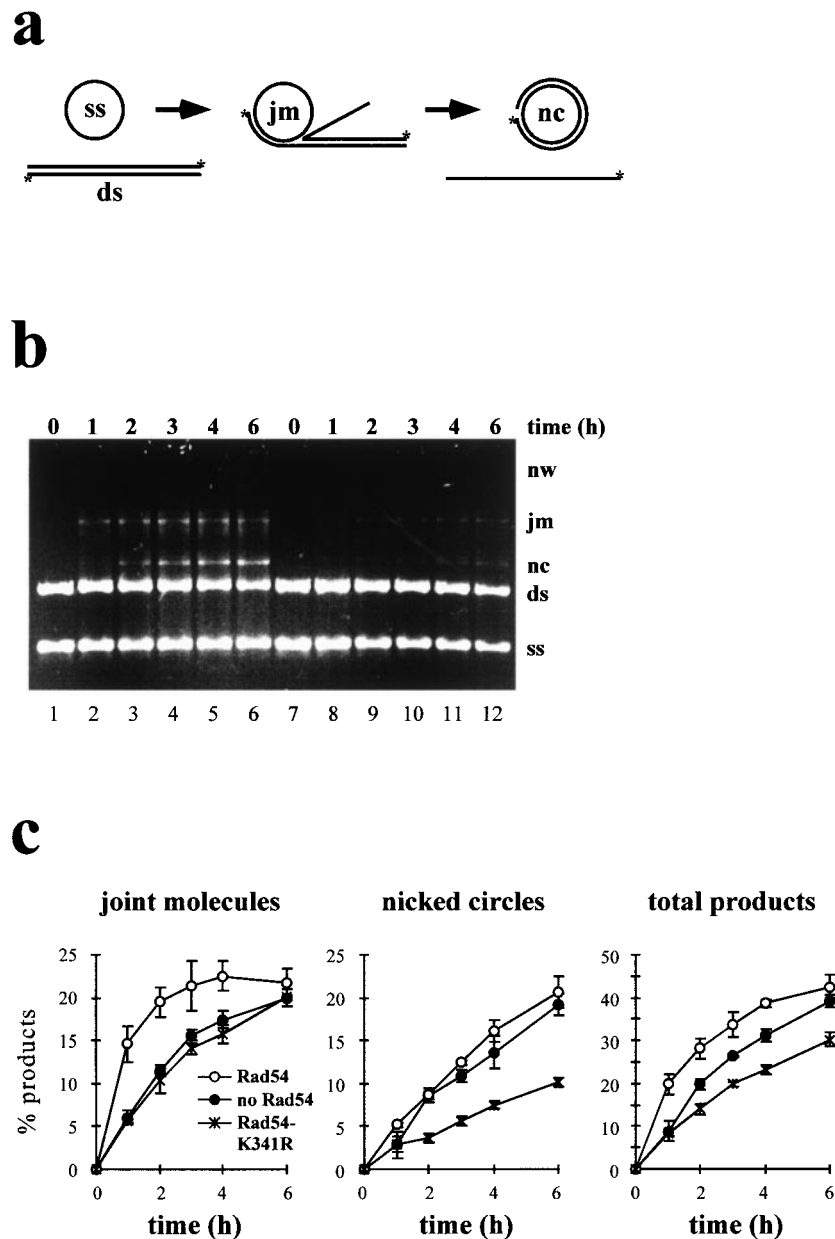 a
ss
jm
nc
*
*
*
*
*
*
ds
b
0 1 2 3 4 6 0 1 2 3 4 6 time (h)
nw
jm
nc
ds
ss
1 2 3 4 5 6 7 8 9 10 11 12
c
joint molecules
nicked circles
total products
% products
25
20
15
10
5
0
0 2 4 6
time (h)
Rad54
no Rad54
Rad54-
K341R
25
20
15
10
5
0
0 2 4 6
time (h)
50
40
30
20
10
0
0 2 4 6
time (h)